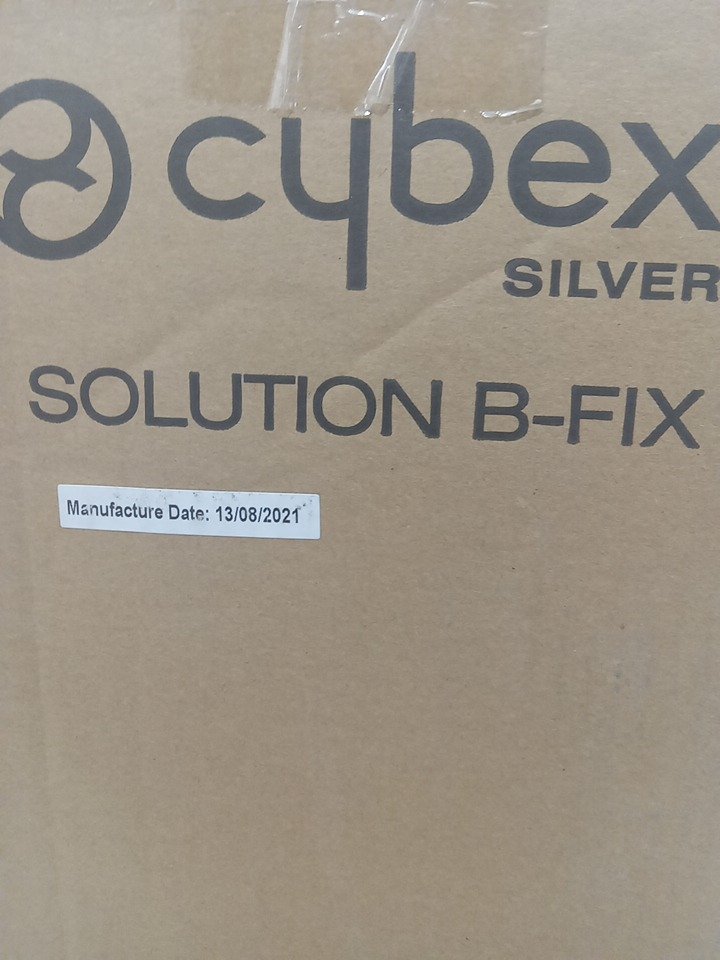 cybex
SILVER
SOLUTION B-FIX
Manufacture Date: 13/08/2021